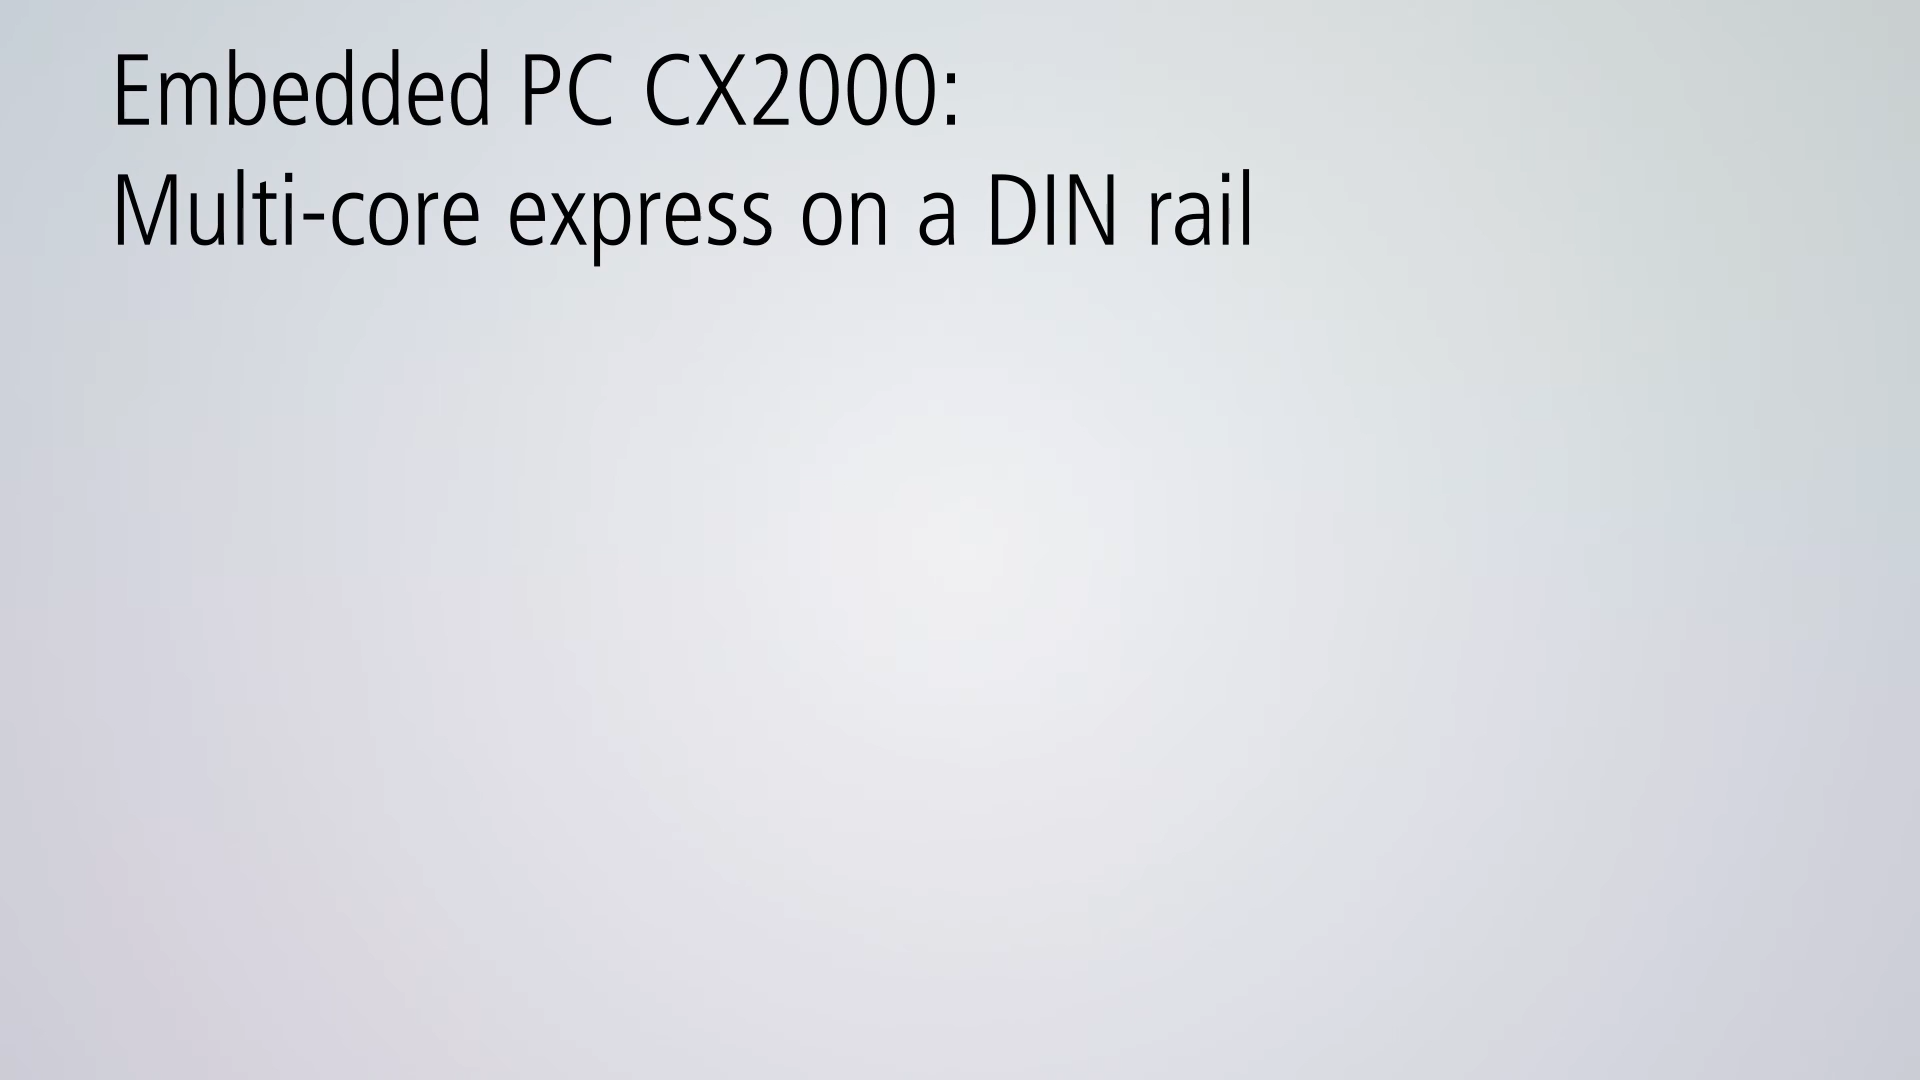 Embedded PC CX2000:
Multi-core express on a DIN rail